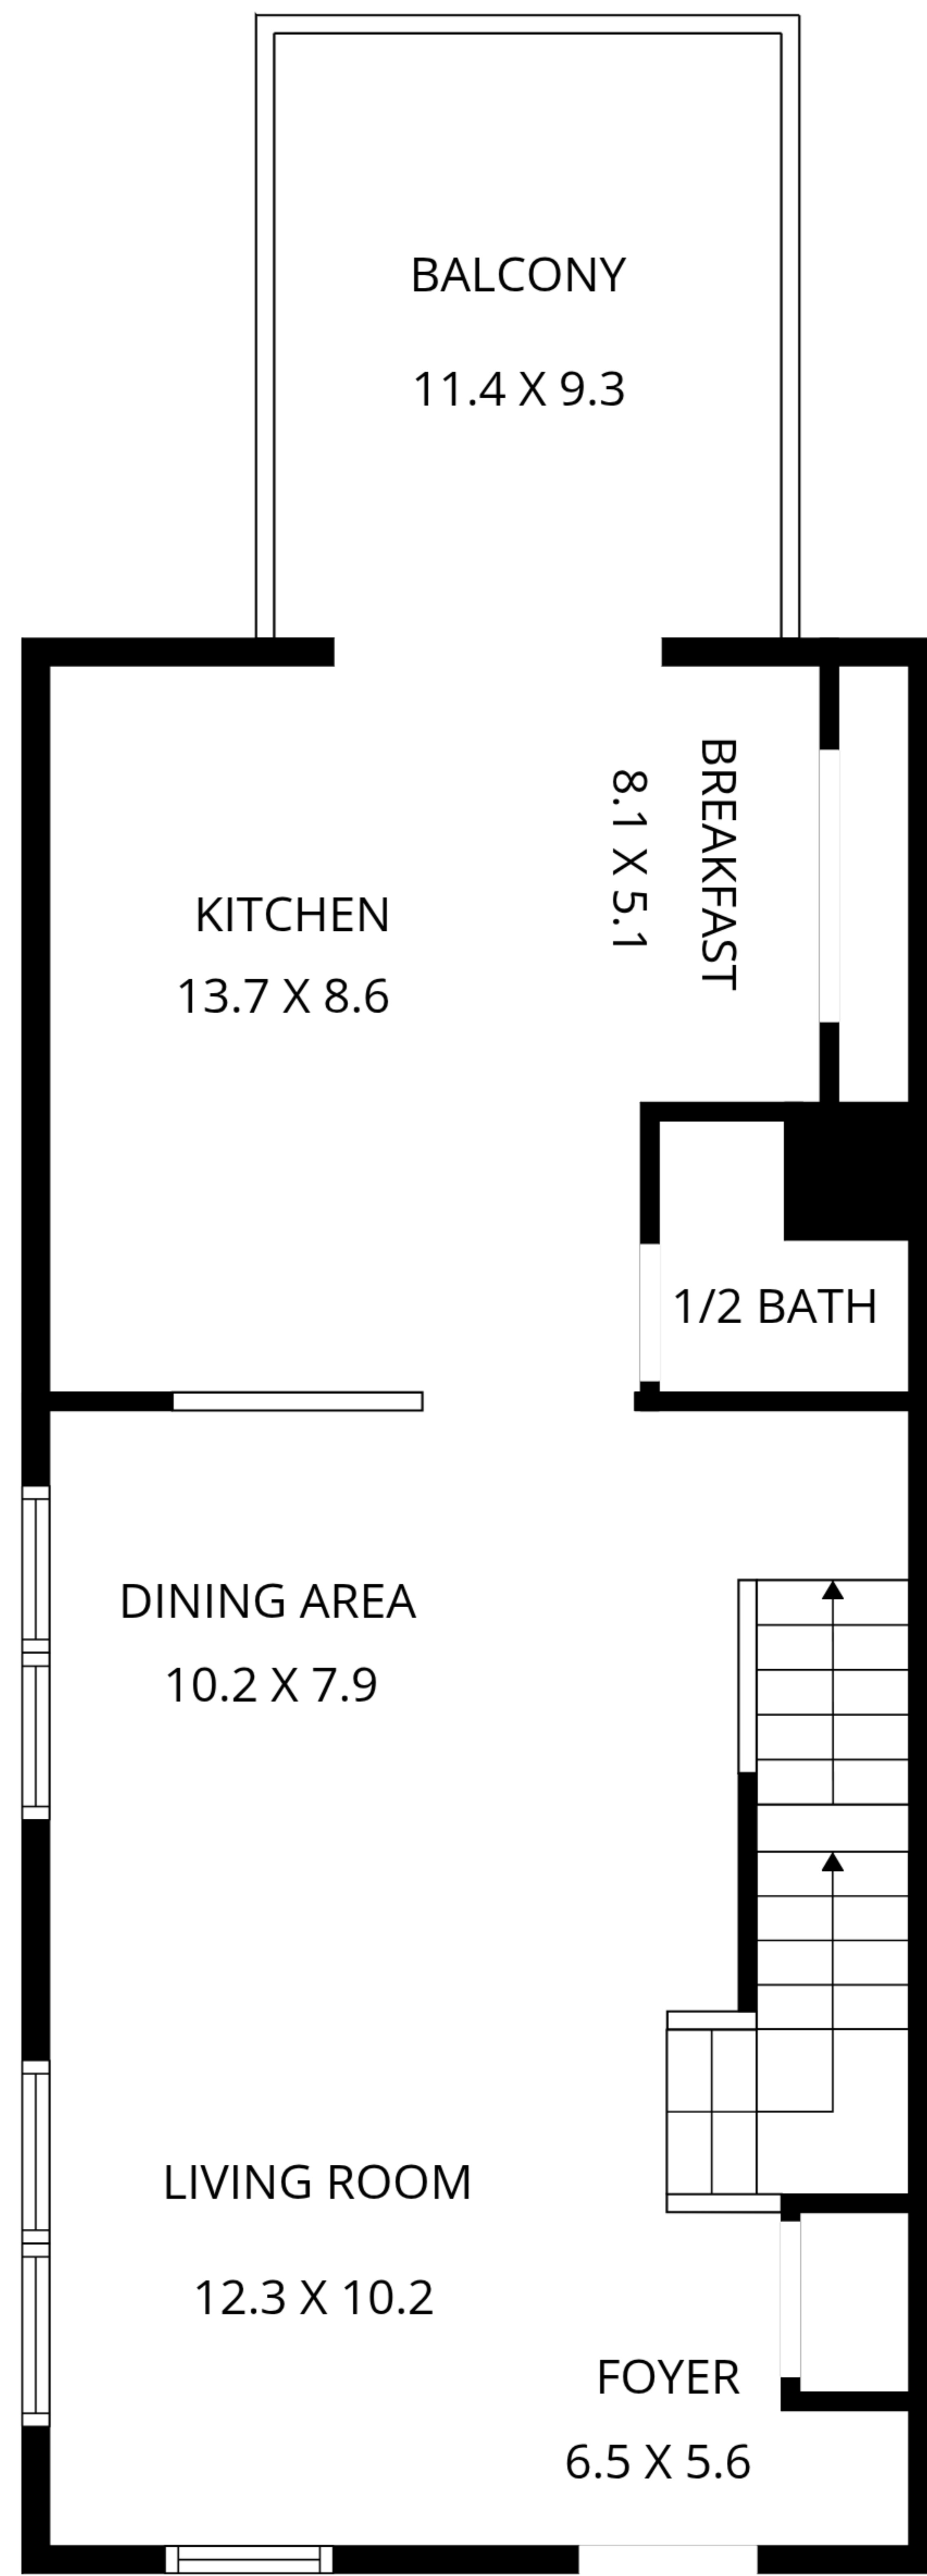 BALCONY
11.4 X 9.3
BREAKFAST
8.1 X 5.1
KITCHEN
13.7 X 8.6
1/2 BATH
DINING AREA
10.2 X 7.9
LIVING ROOM
12.3 X 10.2
FOYER
6.5 X 5.6